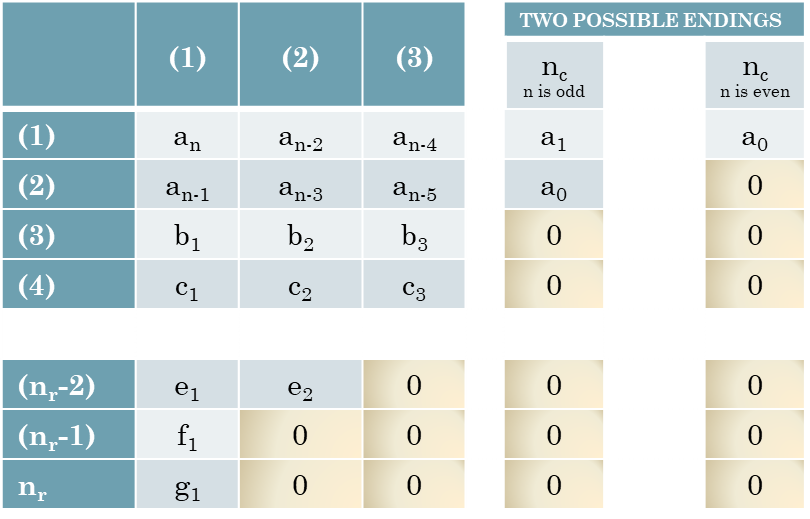 TWO POSSIBLE ENDINGS
(1) (2) (3) n_c n_c
n is odd n is even
(1) a_n a_{n-2} a_{n-4} a_1 a_0
(2) a_{n-1} a_{n-3} a_{n-5} a_0 0
(3) b_1 b_2 b_3 0 0
(4) c_1 c_2 c_3 0 0
(n_r-2) e_1 e_2 0 0 0
(n_r-1) f_1 0 0 0 0
n_r g_1 0 0 0 0